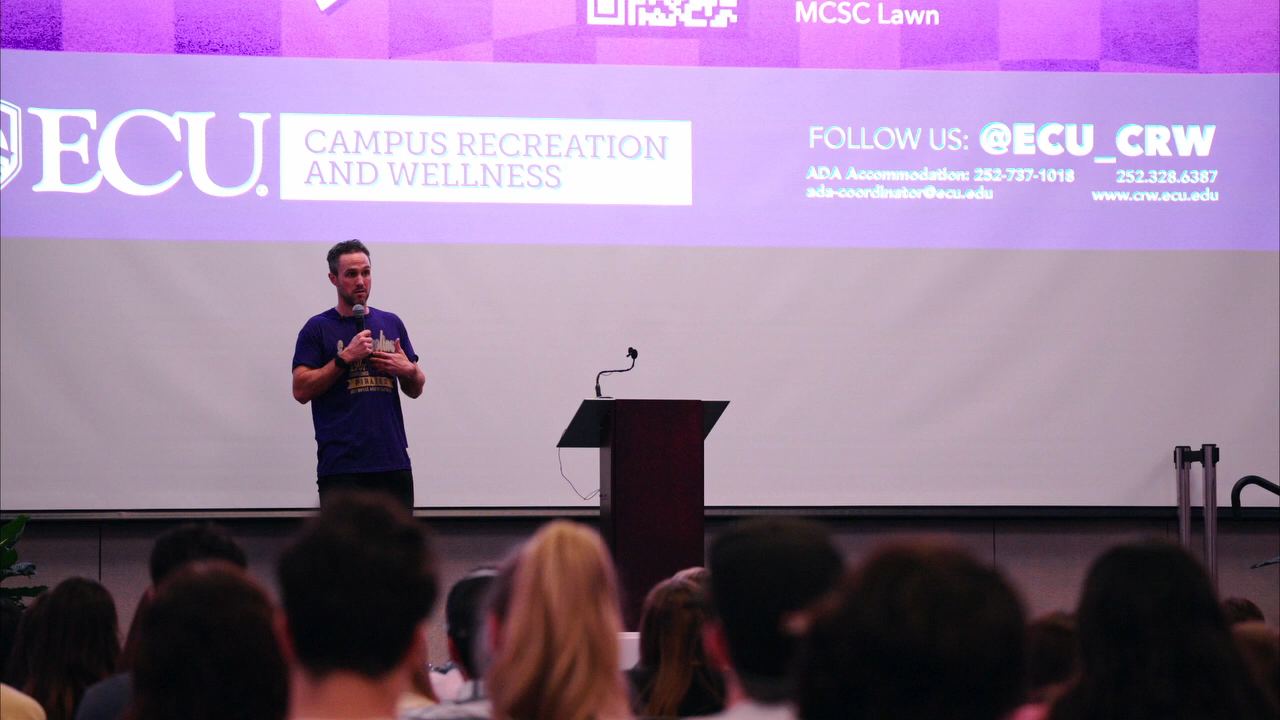 MCSC Lawn
ECU.
CAMPUS RECREATION
AND WELLNESS
FOLLOW US: @ECU_CRW
ADA Accommodation: 252-737-1018
ada-coordinator@ecu.edu
252.328.6387
www.crw.ecu.edu
PIRATES